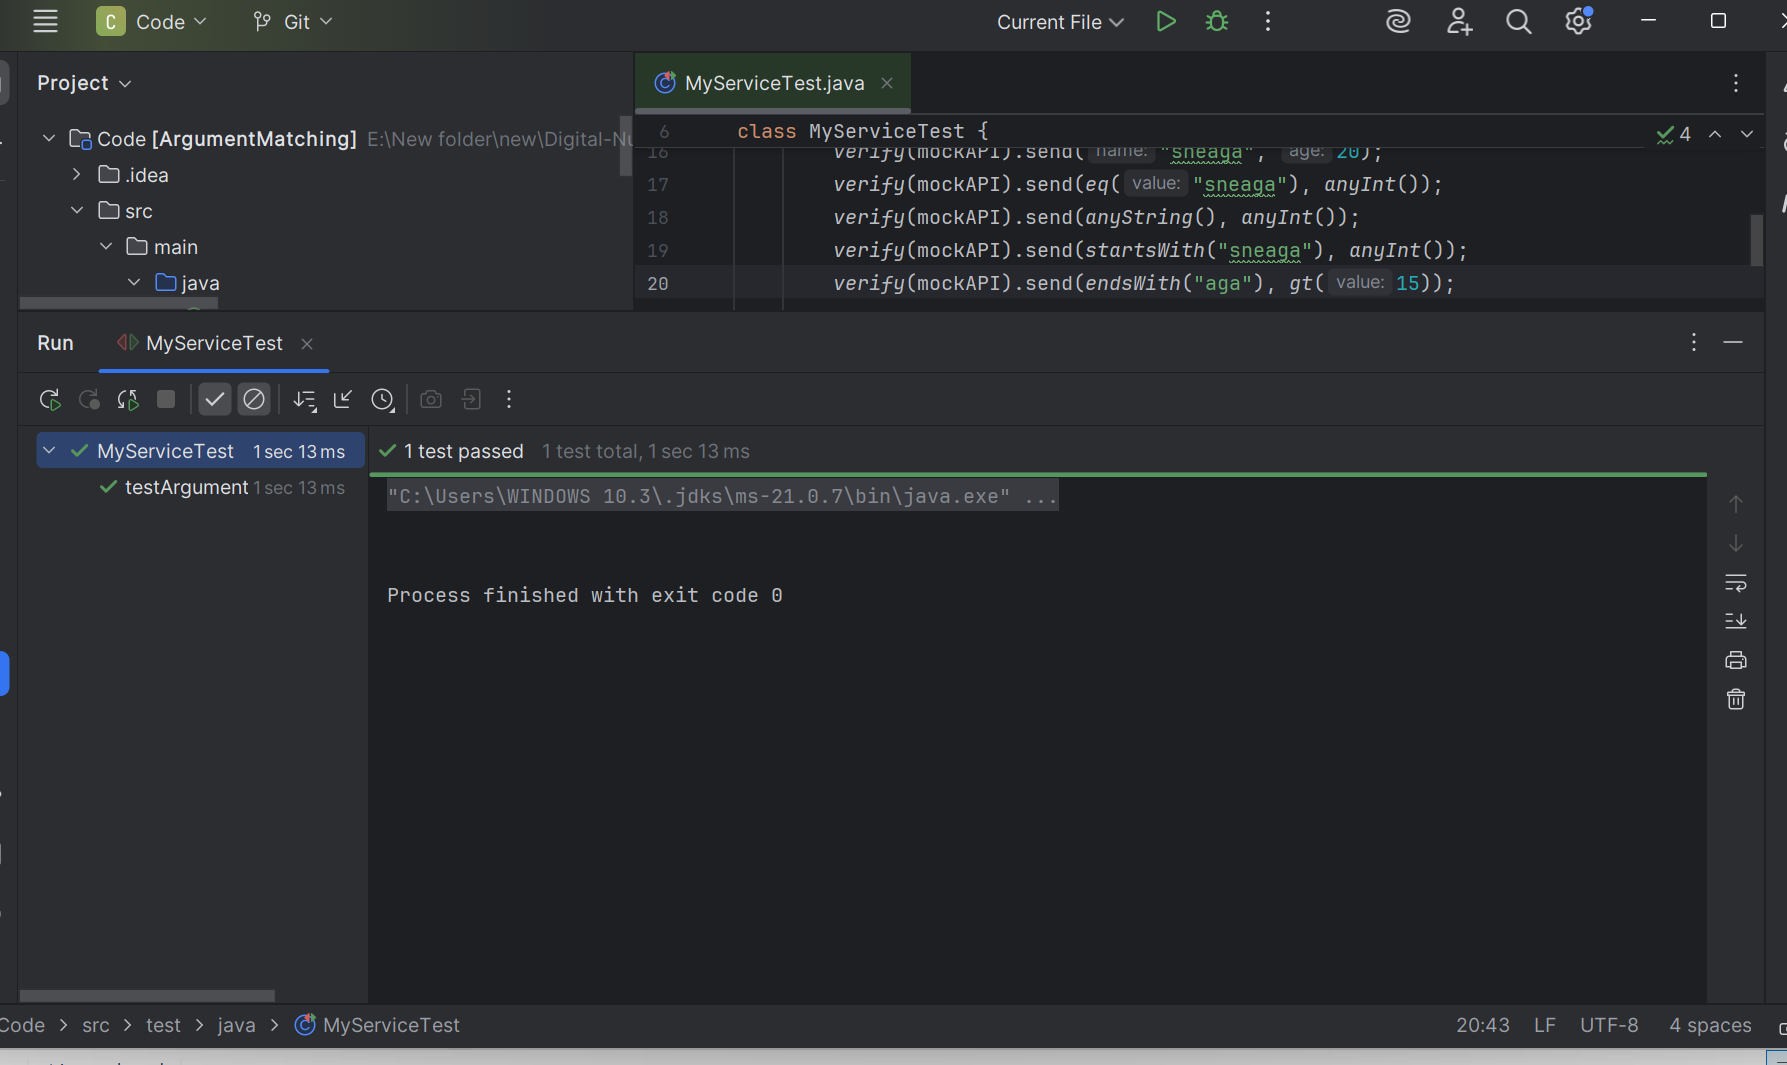 C Code Git Current File
Project
MyServiceTest.java
Code [ArgumentMatching] E:\New folder\new\Digital-Nu
.idea
src
main
java
6 class MyServiceTest {
4
16 verify(mockAPI).send( name: "sneaga", age: 20);
17 verify(mockAPI).send(eq( value: "sneaga"), anyInt());
18 verify(mockAPI).send(anyString(), anyInt());
19 verify(mockAPI).send(startsWith("sneaga"), anyInt());
20 verify(mockAPI).send(endsWith("aga"), gt( value: 15));
Run MyServiceTest
MyServiceTest 1 sec 13 ms
testArgument 1 sec 13 ms
1 test passed 1 test total, 1 sec 13 ms
"C:\Users\WINDOWS 10.3\.jdks\ms-21.0.7\bin\java.exe" ...
Process finished with exit code 0
Code > src > test > java > MyServiceTest
20:43 LF UTF-8 4 spaces